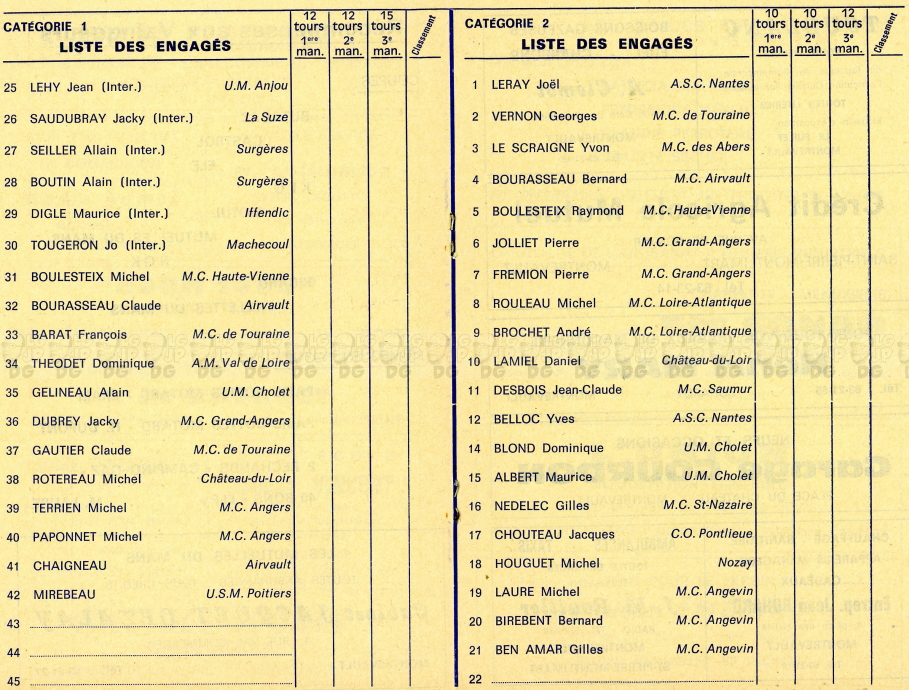 CATÉGORIE 1
LISTE DES ENGAGÉS
12 tours 1ere man.
12 tours 2e man.
15 tours 3e man.
Classement
25 LEHY Jean (Inter.) U.M. Anjou
26 SAUDUBRAY Jacky (Inter.) La Suze
27 SEILLER Allain (Inter.) Surgères
28 BOUTIN Alain (Inter.) Surgères
29 DIGLE Maurice (Inter.) Iffendic
30 TOUGERON Jo (Inter.) Machecoul
31 BOULESTEIX Michel M.C. Haute-Vienne
32 BOURASSEAU Claude Airvault
33 BARAT François M.C. de Touraine
34 THEODET Dominique A.M. Val de Loire
35 GELINEAU Alain U.M. Cholet
36 DUBREY Jacky M.C. Grand-Angers
37 GAUTIER Claude M.C. de Touraine
38 ROTEREAU Michel Château-du-Loir
39 TERRIEN Michel M.C. Angers
40 PAPONNET Michel M.C. Angers
41 CHAIGNEAU Airvault
42 MIREBEAU U.S.M. Poitiers
43
44
45
CATÉGORIE 2
LISTE DES ENGAGÉS
10 tours 1ere man.
10 tours 2e man.
12 tours 3e man.
Classement
1 LERAY Joël A.S.C. Nantes
2 VERNON Georges M.C. de Touraine
3 LE SCRAIGNE Yvon M.C. des Abers
4 BOURASSEAU Bernard M.C. Airvault
5 BOULESTEIX Raymond M.C. Haute-Vienne
6 JOLLIET Pierre M.C. Grand-Angers
7 FREMION Pierre M.C. Grand-Angers
8 ROULEAU Michel M.C. Loire-Atlantique
9 BROCHET André M.C. Loire-Atlantique
10 LAMIEL Daniel Château-du-Loir
11 DESBOIS Jean-Claude M.C. Saumur
12 BELLOC Yves A.S.C. Nantes
14 BLOND Dominique U.M. Cholet
15 ALBERT Maurice U.M. Cholet
16 NEDELEC Gilles M.C. St-Nazaire
17 CHOUTEAU Jacques C.O. Pontlieue
18 HOUGUET Michel Nozay
19 LAURE Michel M.C. Angevin
20 BIREBENT Bernard M.C. Angevin
21 BEN AMAR Gilles M.C. Angevin
22